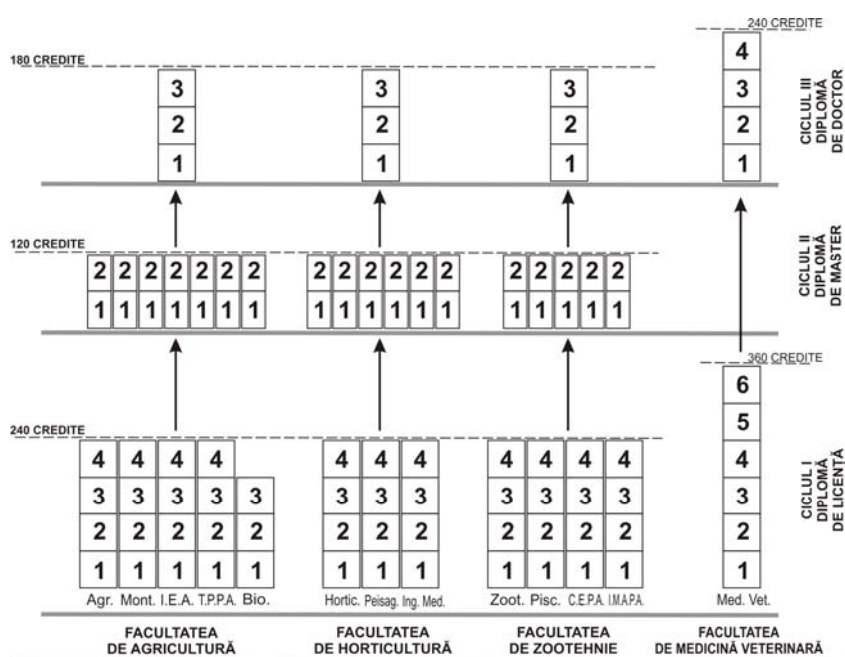 240 CREDITE
180 CREDITE
4
3 3 3 3
2 2 2 2
1 1 1 1
CICLUL III
DIPLOMĂ
DE DOCTOR
120 CREDITE
2 2 2 2 2 2 2 2 2 2 2 2 2 2 2 2 2 2
1 1 1 1 1 1 1 1 1 1 1 1 1 1 1 1 1 1
CICLUL II
DIPLOMĂ
DE MASTER
360 CREDITE
6
5
240 CREDITE
4 4 4 4 4 4 4 4 4 4 4 4
3 3 3 3 3 3 3 3 3 3 3 3 3
2 2 2 2 2 2 2 2 2 2 2 2 2
1 1 1 1 1 1 1 1 1 1 1 1 1
CICLUL I
DIPLOMĂ
DE LICENȚĂ
Agr. Mont. I.E.A. T.P.P.A. Bio. Hortic. Peisag. Ing. Med. Zoot. Pisc. C.E.P.A. I.M.A.P.A. Med. Vet.
FACULTATEA
DE AGRICULTURĂ
FACULTATEA
DE HORTICULTURĂ
FACULTATEA
DE ZOOTEHNIE
FACULTATEA
DE MEDICINĂ VETERINARĂ